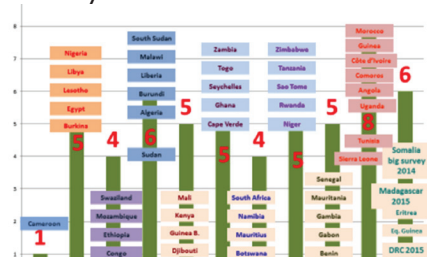 8
7
6
5
4
3
2
1
Cameroon
1
Nigeria
Libya
Lesotho
Egypt
Burkina
5
4
Swaziland
Mozambique
Ethiopia
Congo
South Sudan
Malawi
Liberia
Burundi
Algeria
6
Sudan
5
Mali
Kenya
Guinea B.
Djibouti
Zambia
Togo
Seychelles
Ghana
Cape Verde
5
4
South Africa
Namibia
Mauritius
Botswana
Zimbabwe
Tanzania
Sao Tome
Rwanda
Niger
5
5
Senegal
Mauritania
Gambia
Gabon
Benin
Morocco
Guinea
Côte d'Ivoire
Comoros
Angola
Uganda
8
Tunisia
Sierra Leone
6
Somalia
big survey
2014
Madagascar
2015
Eritrea
Eq. Guinea
DRC 2015